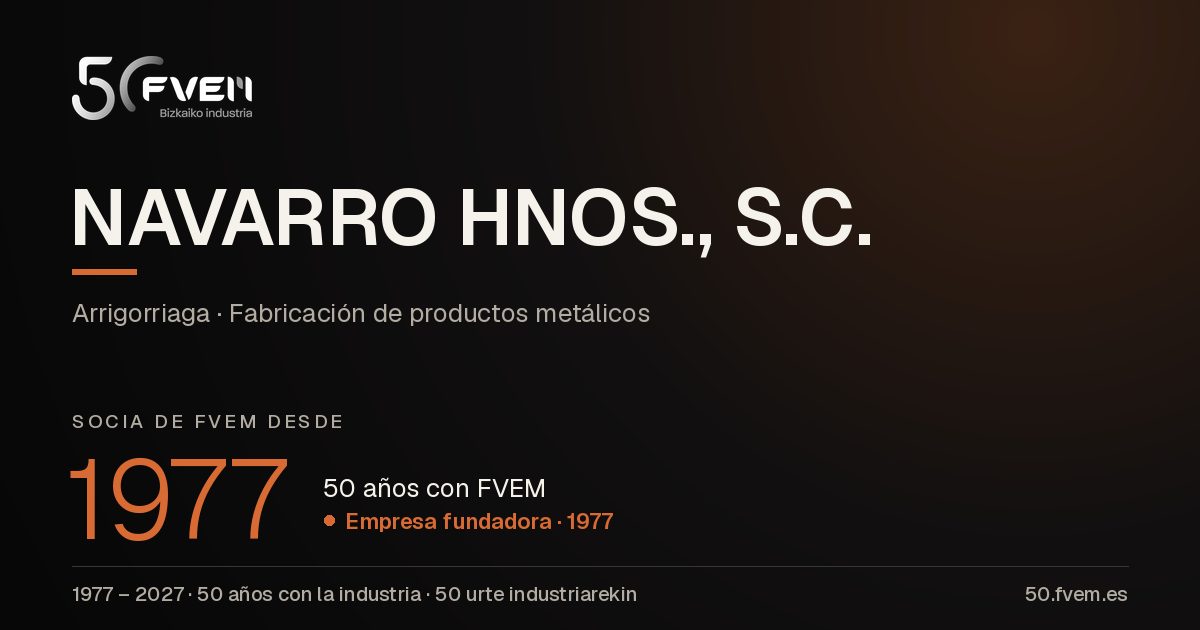 50 FVEM
Bizkaiko industria
NAVARRO HNOS., S.C.
Arrigorriaga · Fabricación de productos metálicos
SOCIA DE FVEM DESDE
1977
50 años con FVEM
Empresa fundadora · 1977
1977 – 2027 · 50 años con la industria · 50 urte industriarekin
50.fvem.es